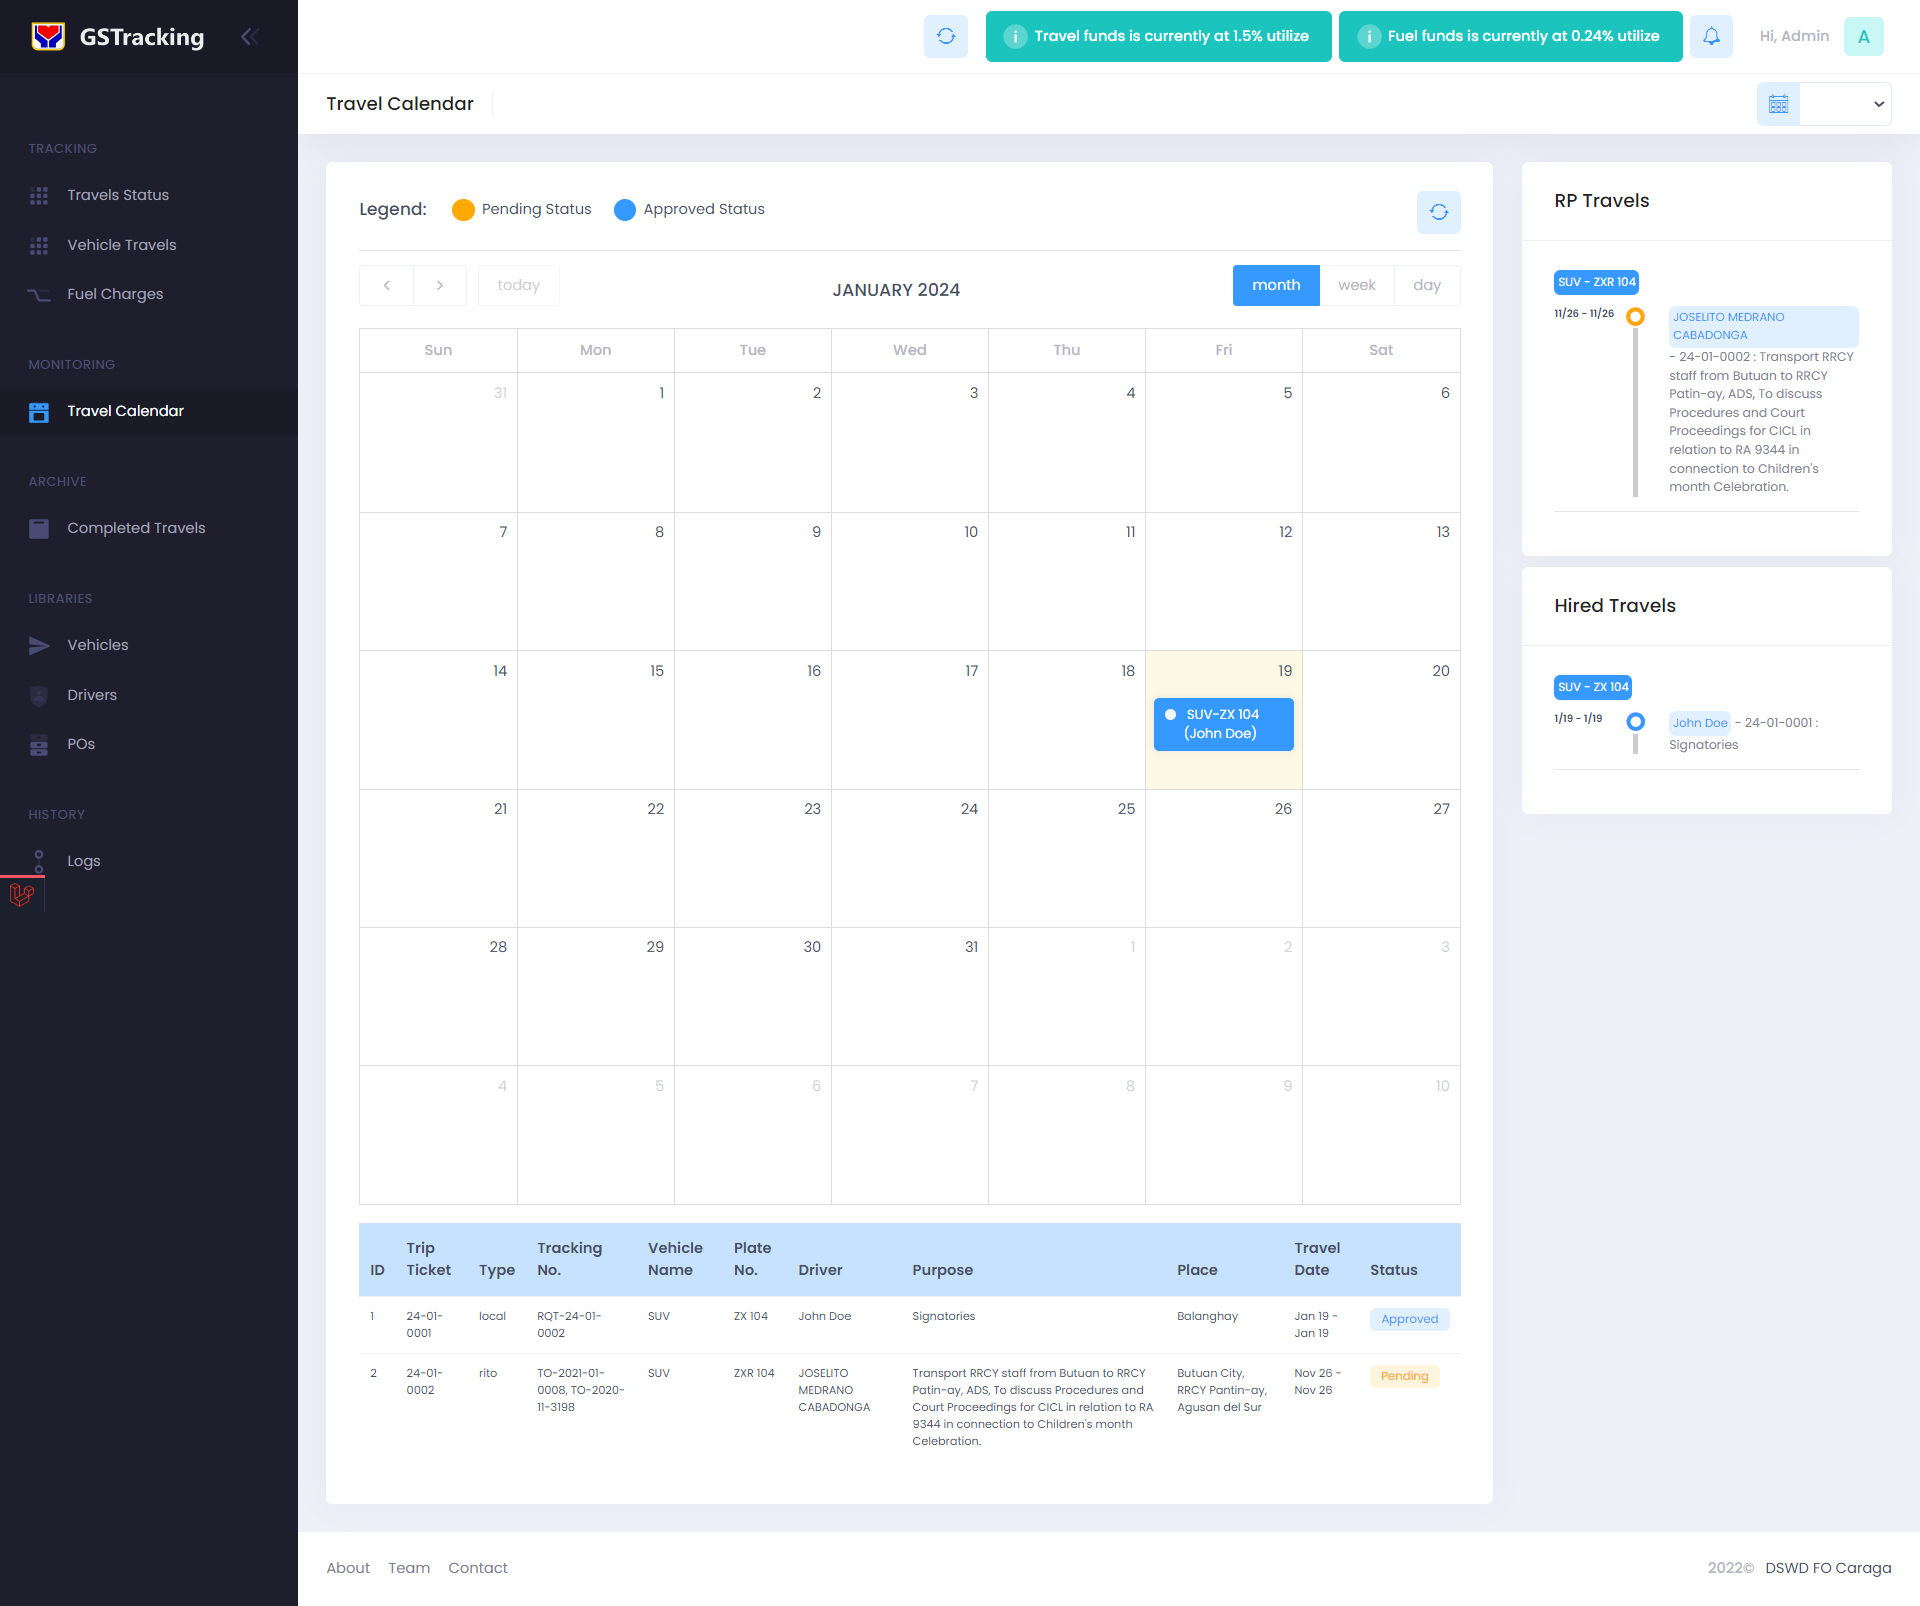 GSTracking
Travel funds is currently at 1.5% utilize
Fuel funds is currently at 0.24% utilize
Hi, Admin
A
Travel Calendar
TRACKING
Travels Status
Vehicle Travels
Fuel Charges
MONITORING
Travel Calendar
ARCHIVE
Completed Travels
LIBRARIES
Vehicles
Drivers
POs
HISTORY
Logs
Legend: Pending Status Approved Status
today
JANUARY 2024
month week day
Sun Mon Tue Wed Thu Fri Sat
31 1 2 3 4 5 6
7 8 9 10 11 12 13
14 15 16 17 18 19 20
SUV-ZX 104
(John Doe)
21 22 23 24 25 26 27
28 29 30 31 1 2 3
4 5 6 7 8 9 10
Trip Tracking Vehicle Plate Travel
ID Ticket Type No. Name No. Driver Purpose Place Date Status
1 24-01- local RQT-24-01- SUV ZX 104 John Doe Signatories Balanghay Jan 19 - Approved
0001 0002 Jan 19
2 24-01- rito TO-2021-01- SUV ZXR 104 JOSELITO Transport RRCY staff from Butuan to RRCY Butuan City, Nov 26 - Pending
0002 0008, TO-2020- MEDRANO Patin-ay, ADS, To discuss Procedures and RRCY Pantin-ay, Nov 26
11-3198 CABADONGA Court Proceedings for CICL in relation to RA Agusan del Sur
9344 in connection to Children's month
Celebration.
RP Travels
SUV - ZXR 104
11/26 - 11/26
JOSELITO MEDRANO
CABADONGA
- 24-01-0002 : Transport RRCY
staff from Butuan to RRCY
Patin-ay, ADS, To discuss
Procedures and Court
Proceedings for CICL in
relation to RA 9344 in
connection to Children's
month Celebration.
Hired Travels
SUV - ZX 104
1/19 - 1/19
John Doe - 24-01-0001 :
Signatories
About Team Contact
2022© DSWD FO Caraga